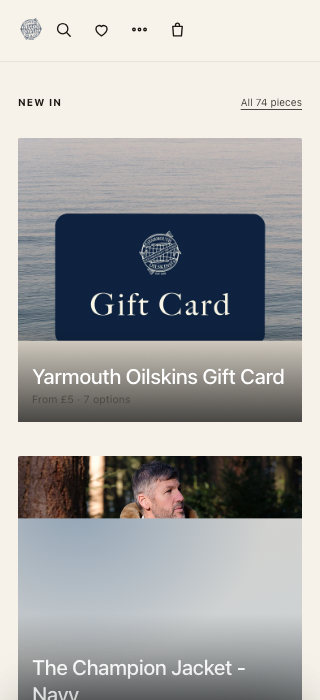 NEW IN
All 74 pieces
Gift Card
Yarmouth Oilskins Gift Card
From £5 · 7 options
The Champion Jacket -
Navy